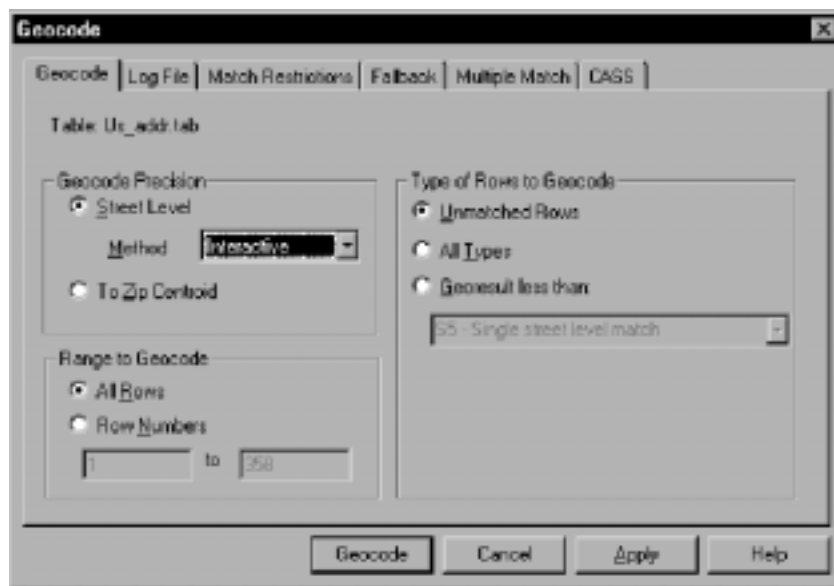 Geocode
Geocode Log File Match Restrictions Fallback Multiple Match CASS
Table: Us_addr.tab
Geocode Precision
Street Level
Method Interactive
To Zip Centroid
Range to Geocode
All Rows
Row Numbers
1 to 358
Type of Rows to Geocode
Unmatched Rows
All Types
Georesult less than:
S5 - Single street level match
Geocode Cancel Apply Help